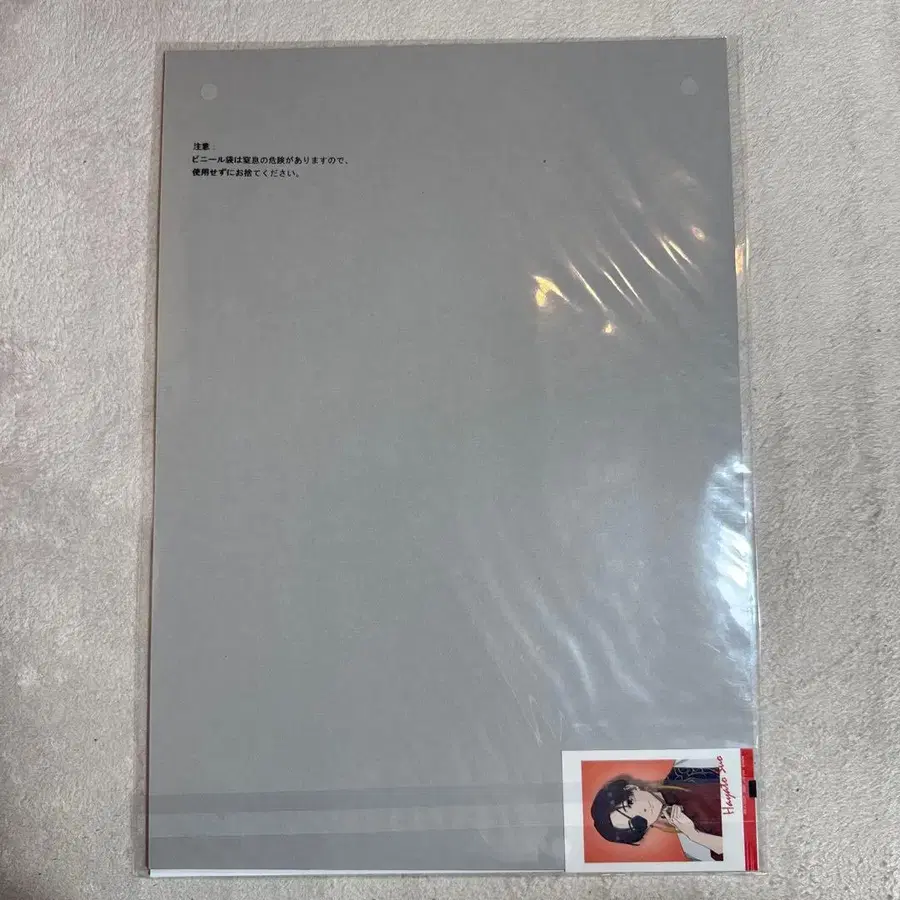 注意：
ビニール袋は窒息の危険がありますので、
使用せずにお捨てください。
Hayato Suo